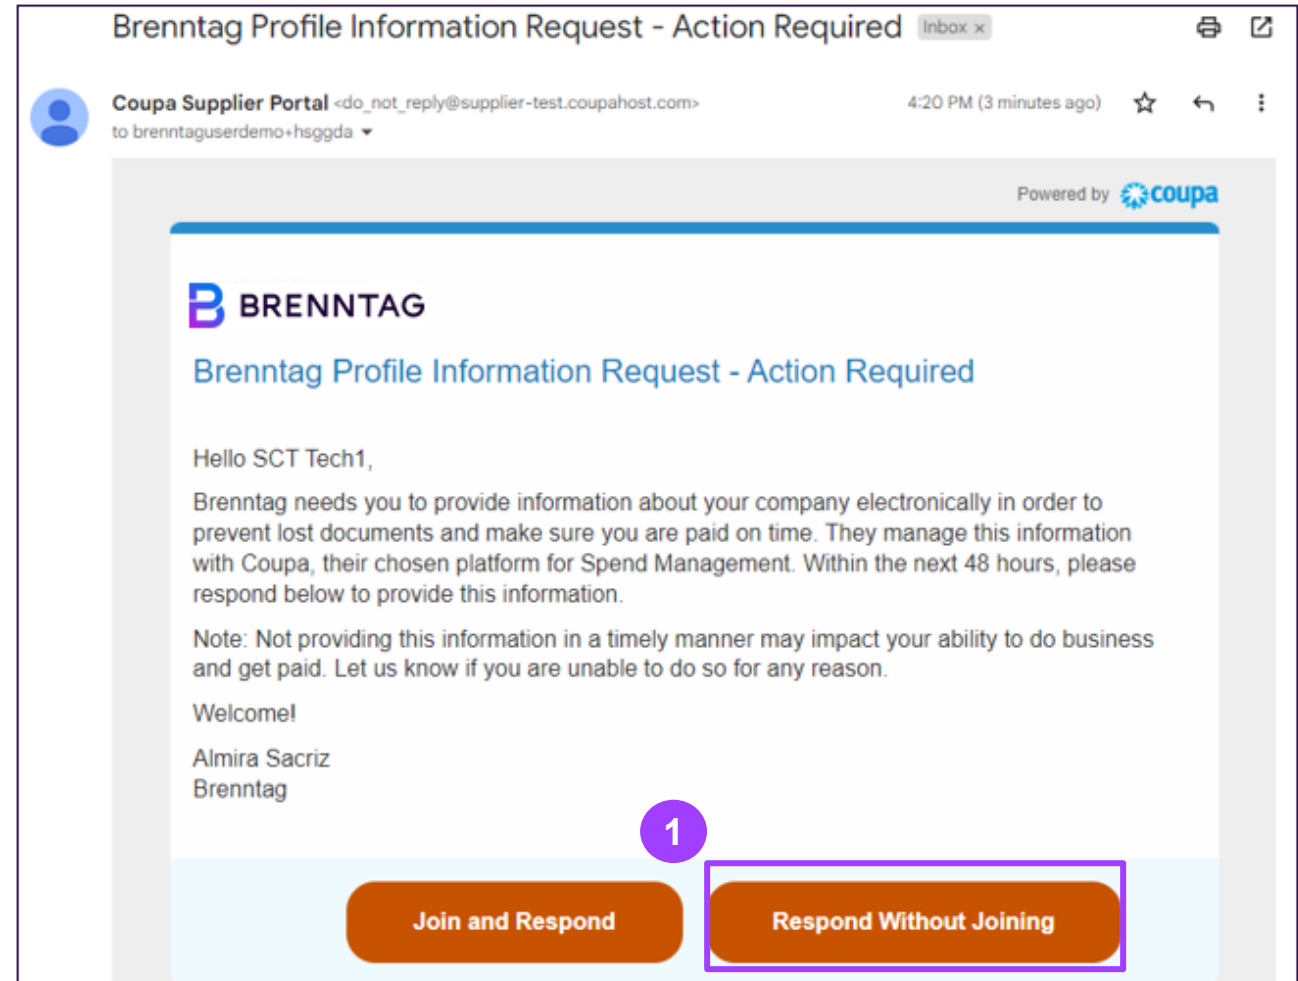 Brenntag Profile Information Request - Action Required Inbox ×
Coupa Supplier Portal <do_not_reply@supplier-test.coupahost.com> 4:20 PM (3 minutes ago)
to brenntaguserdemo+hsggda
Powered by coupa
BRENNTAG
Brenntag Profile Information Request - Action Required
Hello SCT Tech1,
Brenntag needs you to provide information about your company electronically in order to
prevent lost documents and make sure you are paid on time. They manage this information
with Coupa, their chosen platform for Spend Management. Within the next 48 hours, please
respond below to provide this information.
Note: Not providing this information in a timely manner may impact your ability to do business
and get paid. Let us know if you are unable to do so for any reason.
Welcome!
Almira Sacriz
Brenntag
1
Join and Respond Respond Without Joining